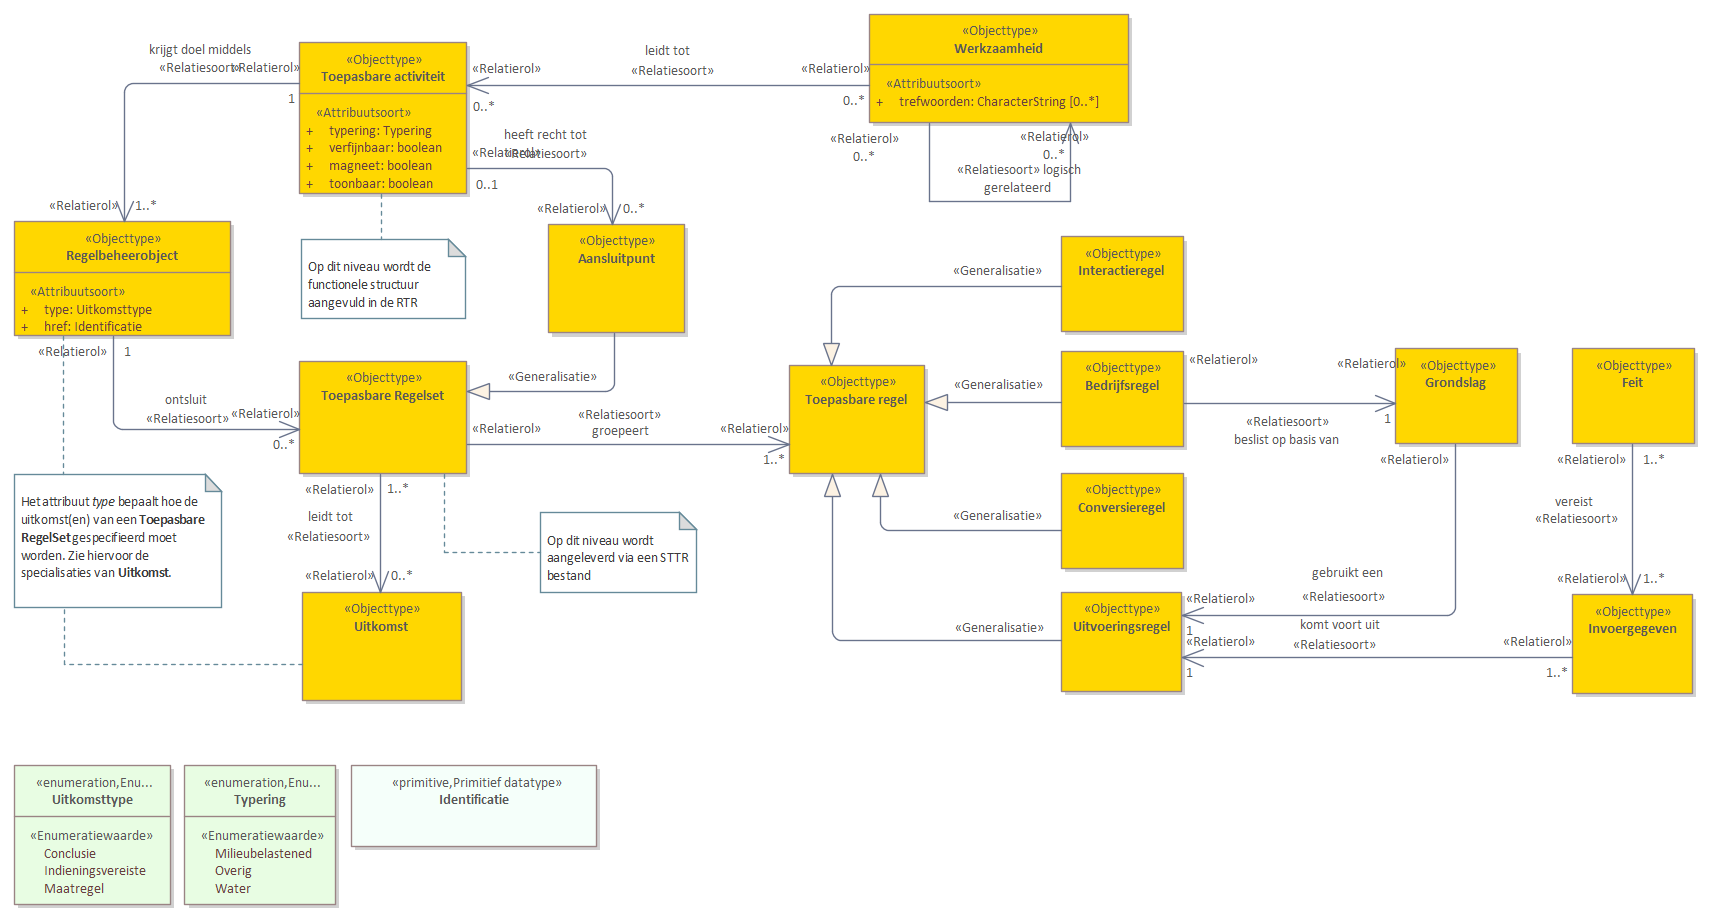 krijgt doel middels
«Relatiesoort»
«Relatierol»
1
«Relatierol»
1..*
«Objecttype»
Toepasbare activiteit
«Attribuutsoort»
+ typering: Typering
+ verfijnbaar: boolean
+ magneet: boolean
+ toonbaar: boolean
leidt tot
«Relatiesoort»
«Relatierol»
0..*
«Relatierol»
0..*
«Objecttype»
Werkzaamheid
«Attribuutsoort»
+ trefwoorden: CharacterString [0..*]
«Relatierol»
0..*
«Relatierol»
0..*
«Relatiesoort» logisch
gerelateerd
heeft recht tot
«Relatierol»
«Relatiesoort»
0..1
«Relatierol»
0..*
«Objecttype»
Regelbeheerobject
«Attribuutsoort»
+ type: Uitkomsttype
+ href: Identificatie
Op dit niveau wordt de
functionele structuur
aangevuld in de RTR
«Objecttype»
Aansluitpunt
«Objecttype»
Interactieregel
«Generalisatie»
«Relatierol»
1
ontsluit
«Relatiesoort»
«Relatierol»
0..*
«Objecttype»
Toepasbare Regelset
«Generalisatie»
«Relatiesoort»
groepeert
«Relatierol»
«Relatierol»
1..*
«Objecttype»
Toepasbare regel
«Generalisatie»
«Objecttype»
Bedrijfsregel
«Relatierol»
«Relatierol»
1
«Relatiesoort»
beslist op basis van
«Objecttype»
Grondslag
«Objecttype»
Feit
«Relatierol»
«Relatierol»
1..*
vereist
«Relatiesoort»
«Relatierol»
1..*
Het attribuut type bepaalt hoe de
uitkomst(en) van een Toepasbare
RegelSet gespecifieerd moet
worden. Zie hiervoor de
specialisaties van Uitkomst.
«Relatierol»
1..*
leidt tot
«Relatiesoort»
«Relatierol»
0..*
Op dit niveau wordt
aangeleverd via een STTR
bestand
«Generalisatie»
«Objecttype»
Conversieregel
«Objecttype»
Uitkomst
«Generalisatie»
«Objecttype»
Uitvoeringsregel
gebruikt een
«Relatiesoort»
«Relatierol»
1
komt voort uit
«Relatiesoort»
«Relatierol»
1
«Relatierol»
1..*
«Objecttype»
Invoergegeven
«enumeration,Enu...
Uitkomsttype
«Enumeratiewaarde»
Conclusie
Indieningsvereiste
Maatregel
«enumeration,Enu...
Typering
«Enumeratiewaarde»
Milieubelastened
Overig
Water
«primitive,Primitief datatype»
Identificatie